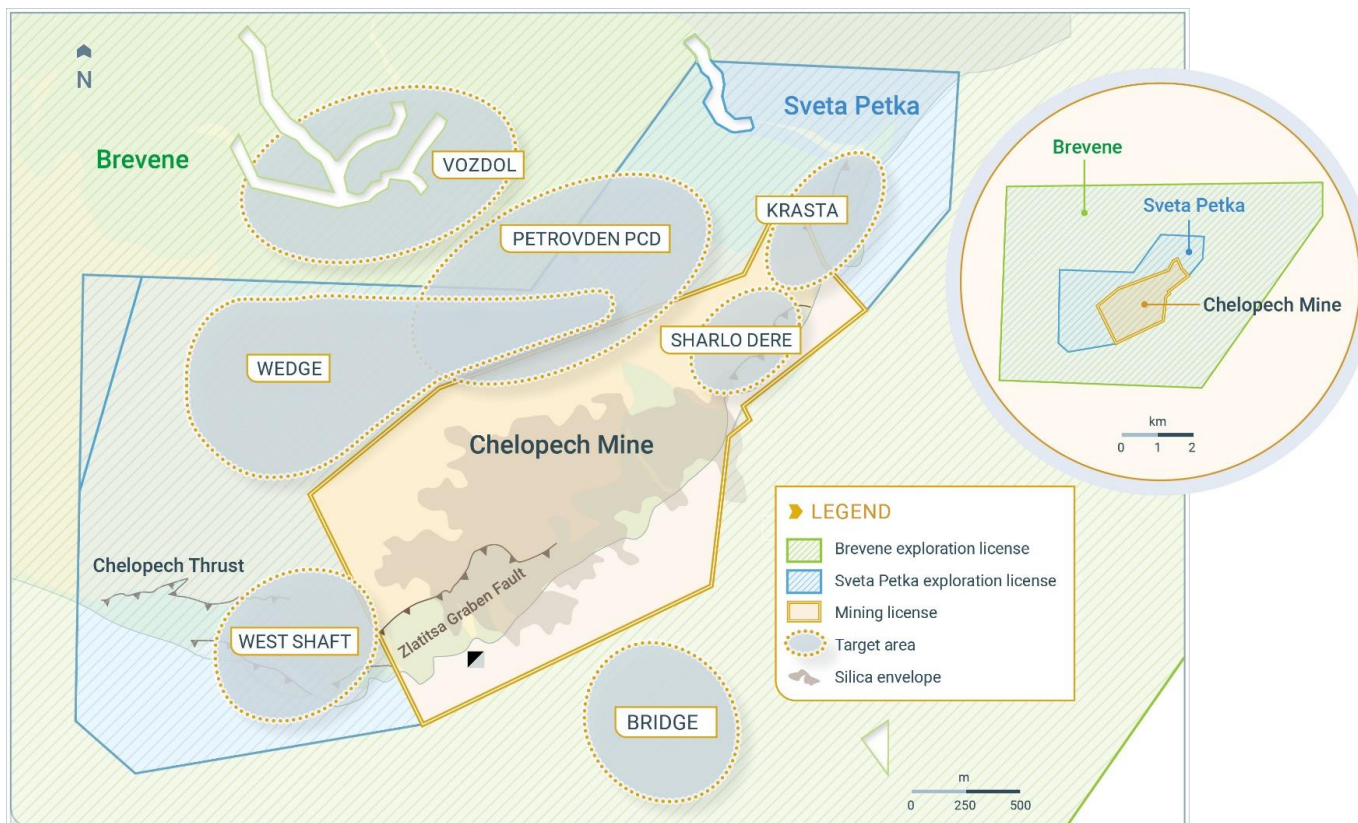 N
Brevene
VOZDOL
Sveta Petka
KRASTA
PETROVDEN PCD
WEDGE
SHARLO DERE
Chelopech Mine
Chelopech Thrust
Zlatitsa Graben Fault
WEST SHAFT
BRIDGE
LEGEND
Brevene exploration license
Sveta Petka exploration license
Mining license
Target area
Silica envelope
m
0 250 500
Brevene
Sveta Petka
Chelopech Mine
km
0 1 2